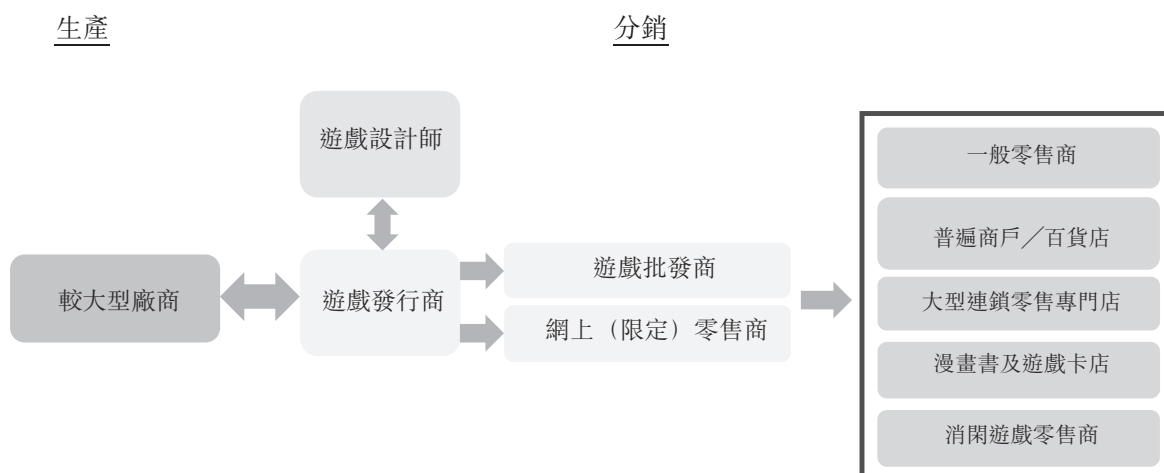 生產
分銷
遊戲設計師
較大型廠商
遊戲發行商
遊戲批發商
網上（限定）零售商
一般零售商
普遍商戶／百貨店
大型連鎖零售專門店
漫畫書及遊戲卡店
消閑遊戲零售商